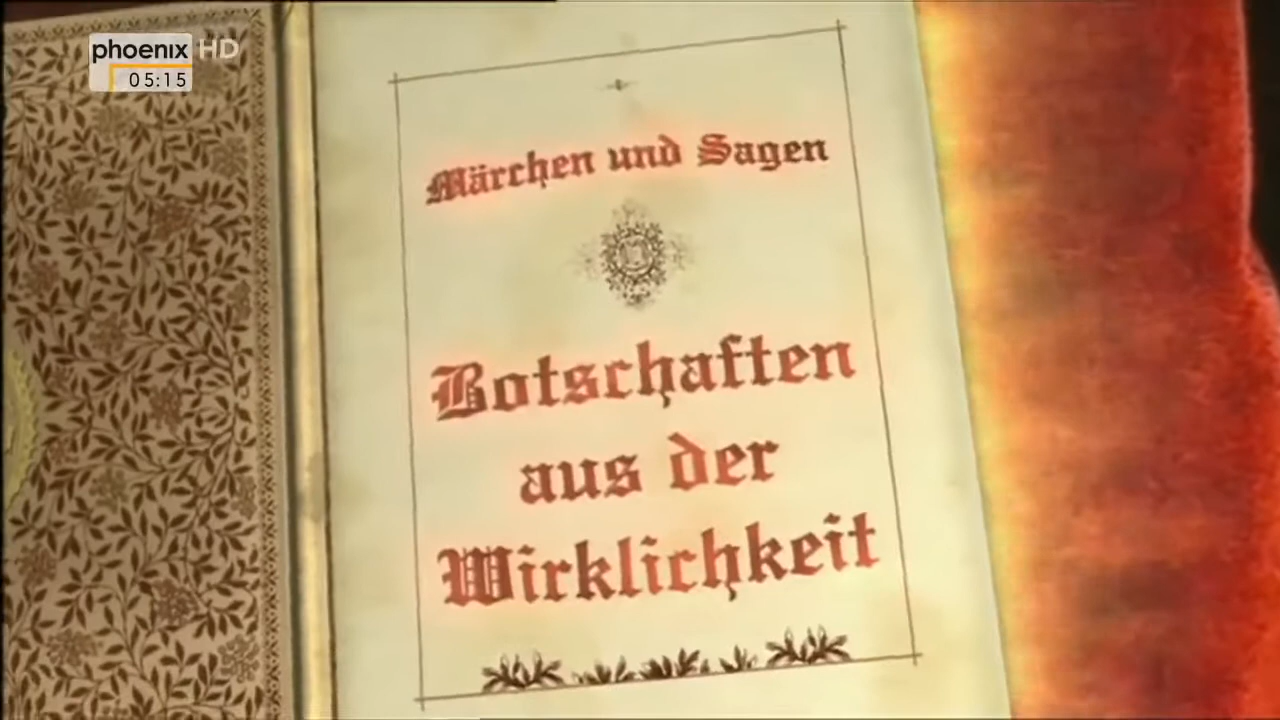 phoenix HD
05:15
Märchen und Sagen
Botschaften
aus der
Wirklichkeit